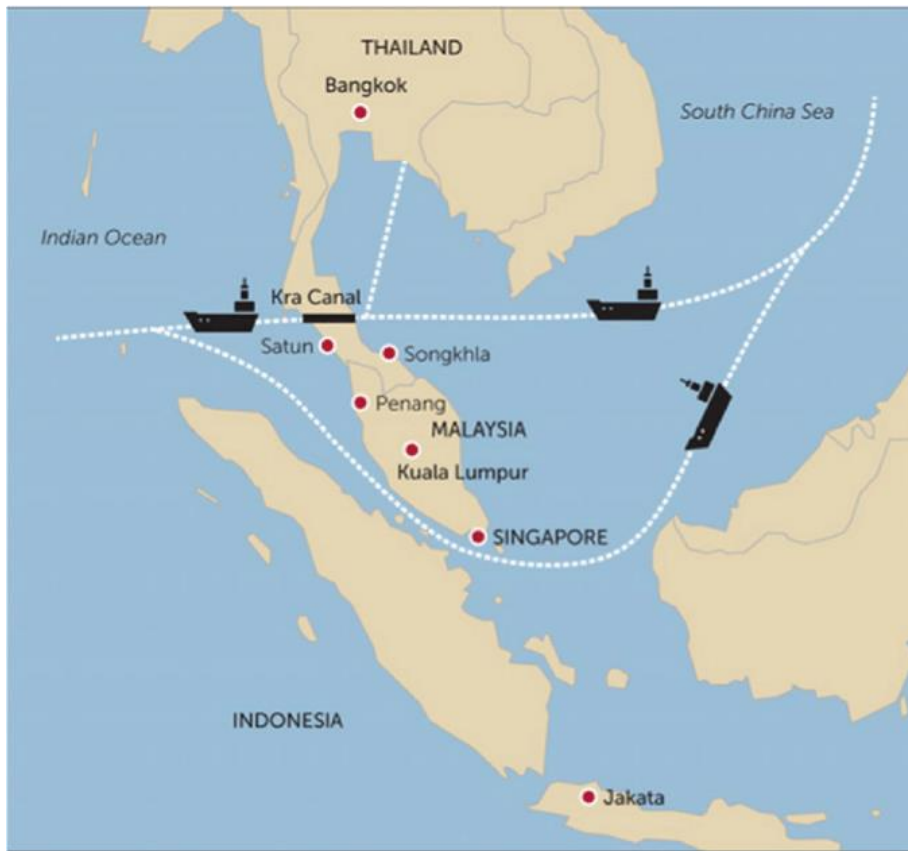 THAILAND
Bangkok
South China Sea
Indian Ocean
Kra Canal
Satun
Songkhla
Penang
MALAYSIA
Kuala Lumpur
SINGAPORE
INDONESIA
Jakata